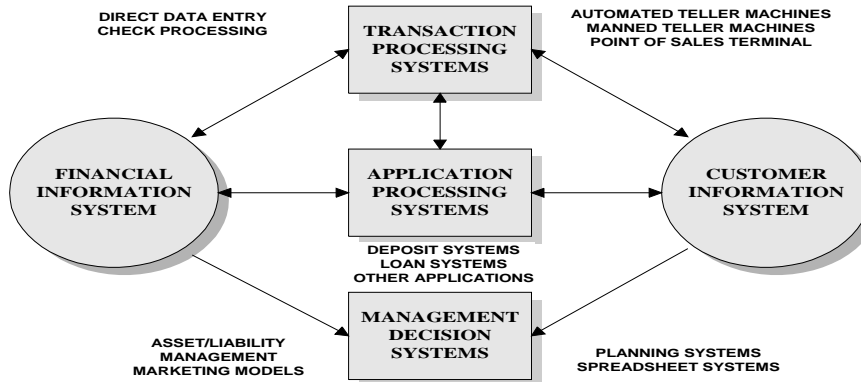 DIRECT DATA ENTRY
CHECK PROCESSING
TRANSACTION
PROCESSING
SYSTEMS
AUTOMATED TELLER MACHINES
MANNED TELLER MACHINES
POINT OF SALES TERMINAL
FINANCIAL
INFORMATION
SYSTEM
APPLICATION
PROCESSING
SYSTEMS
CUSTOMER
INFORMATION
SYSTEM
DEPOSIT SYSTEMS
LOAN SYSTEMS
OTHER APPLICATIONS
MANAGEMENT
DECISION
SYSTEMS
ASSET/LIABILITY
MANAGEMENT
MARKETING MODELS
PLANNING SYSTEMS
SPREADSHEET SYSTEMS